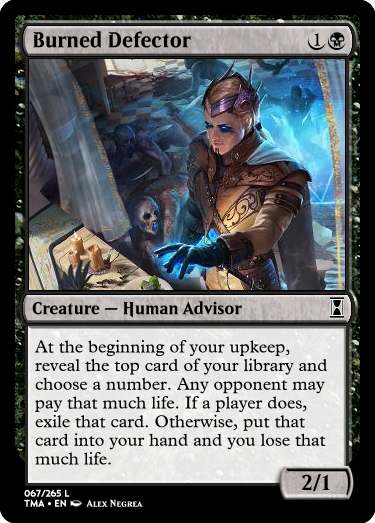 Burned Defector 1
Creature — Human Advisor
At the beginning of your upkeep,
reveal the top card of your library and
choose a number. Any opponent may
pay that much life. If a player does,
exile that card. Otherwise, put that
card into your hand and you lose that
much life.
2/1
067/265 L
TMA • EN Alex Negrea